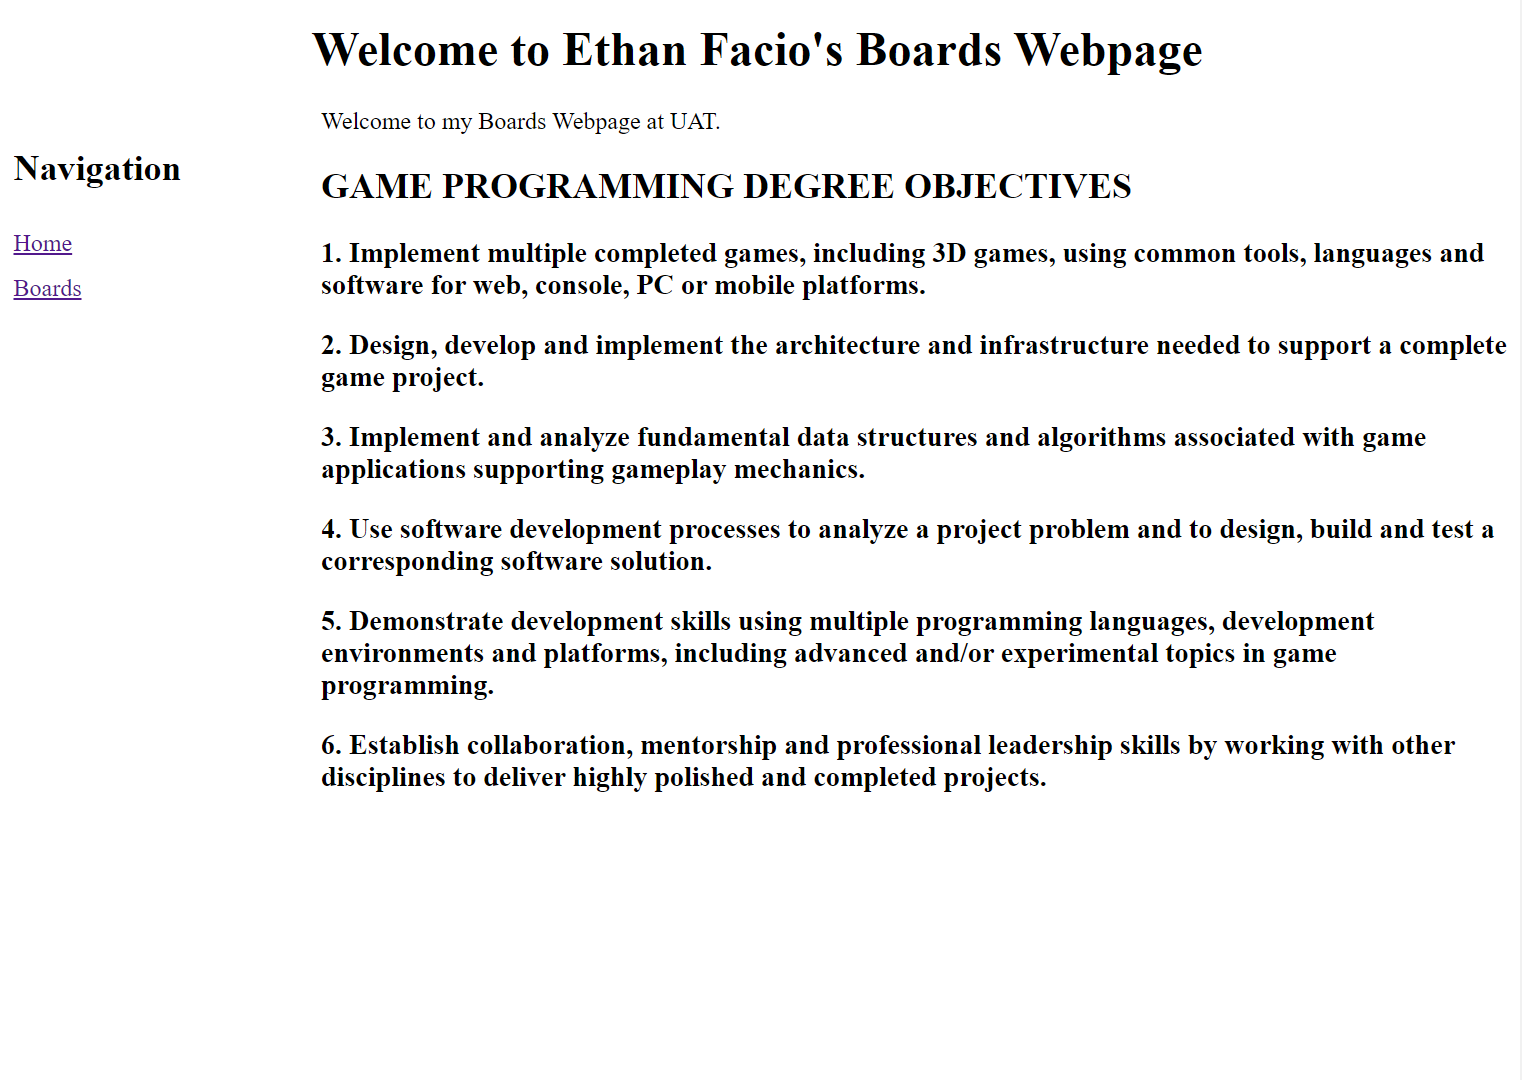 Welcome to Ethan Facio's Boards Webpage
Welcome to my Boards Webpage at UAT.
Navigation
Home
Boards
GAME PROGRAMMING DEGREE OBJECTIVES
1. Implement multiple completed games, including 3D games, using common tools, languages and
software for web, console, PC or mobile platforms.
2. Design, develop and implement the architecture and infrastructure needed to support a complete
game project.
3. Implement and analyze fundamental data structures and algorithms associated with game
applications supporting gameplay mechanics.
4. Use software development processes to analyze a project problem and to design, build and test a
corresponding software solution.
5. Demonstrate development skills using multiple programming languages, development
environments and platforms, including advanced and/or experimental topics in game
programming.
6. Establish collaboration, mentorship and professional leadership skills by working with other
disciplines to deliver highly polished and completed projects.